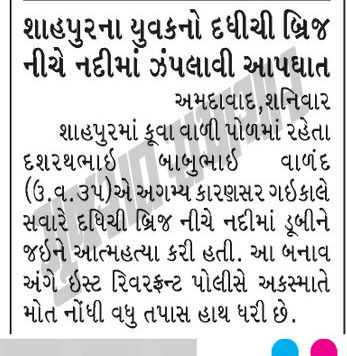 શાહપુરના યુવકનો દધીચી બ્રિજ
નીચે નદીમાં ઝંપલાવી આપઘાત
અમદાવાદ,શનિવાર
શાહપુરમાં કૂવા વાળી પોળમાં રહેતા
દશરથભાઈ બાબુભાઈ વાળંદ
(ઉ.વ.૩૫)એ અગમ્ય કારણસર ગઇકાલે
સવારે દધિચી બ્રિજ નીચે નદીમાં ડૂબીને
જઈને આત્મહત્યા કરી હતી. આ બનાવ
અંગે ઈસ્ટ રિવરફ્રન્ટ પોલીસે અકસ્માતે
મોત નોંધી વધુ તપાસ હાથ ધરી છે.